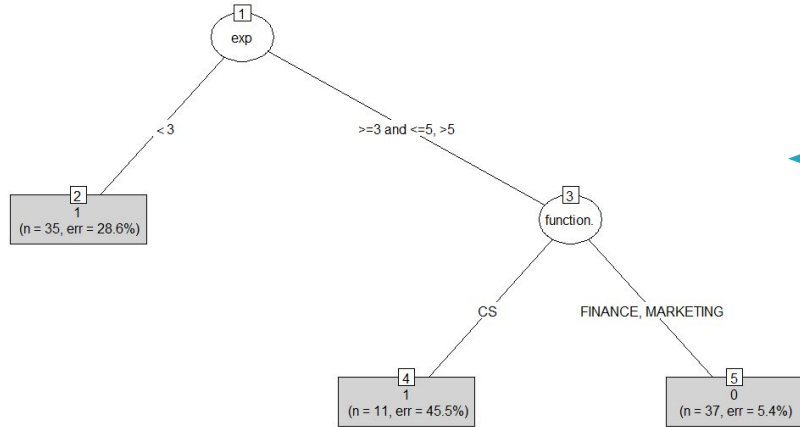 1
exp
< 3
>=3 and <=5, >5
2
1
(n = 35, err = 28.6%)
3
function.
CS
FINANCE, MARKETING
4
1
(n = 11, err = 45.5%)
5
0
(n = 37, err = 5.4%)